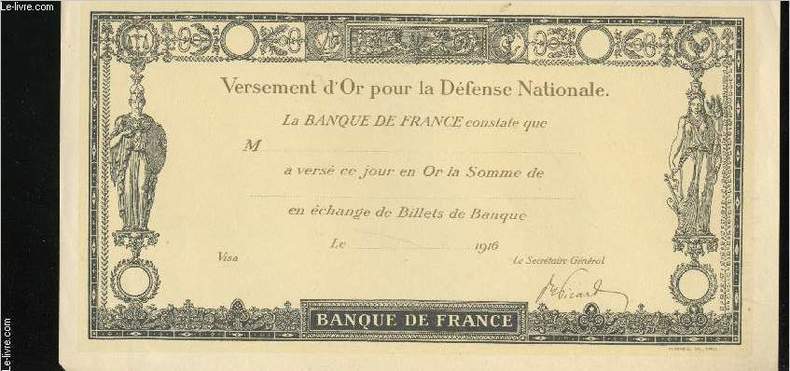 Le-livre.com
Versement d'Or pour la Défense Nationale.
La BANQUE DE FRANCE constate que
M
a versé ce jour en Or la Somme de
en échange de Billets de Banque
Le 1916
Visa
Le Secrétaire Général
Picard
BANQUE DE FRANCE
Le-livre.com